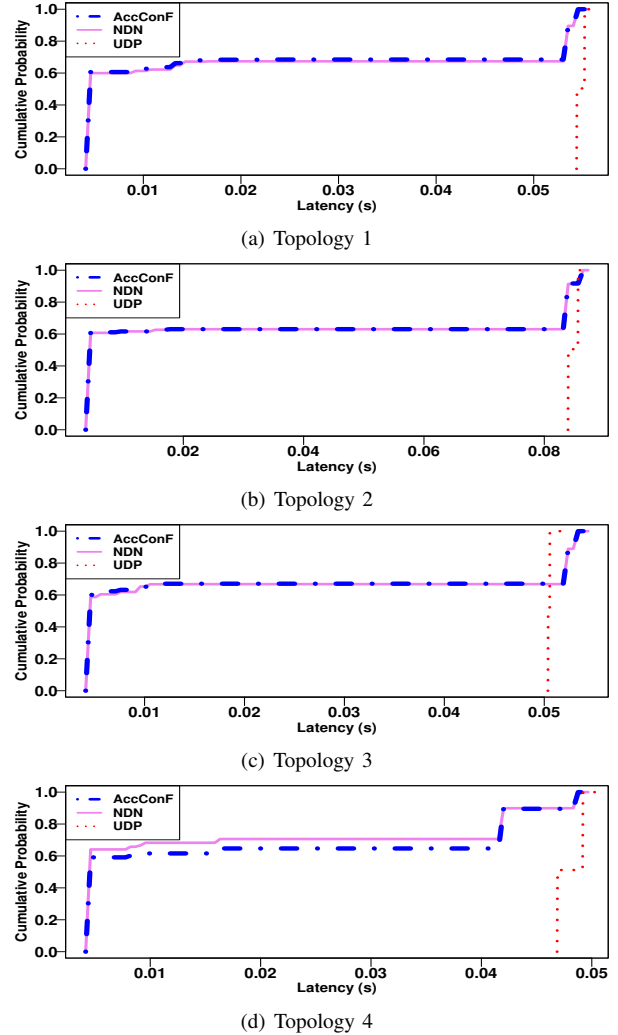 AccConF
NDN
UDP
Cumulative Probability
1.0
0.8
0.6
0.4
0.2
0.0
0.01 0.02 0.03 0.04 0.05
Latency (s)
(a) Topology 1
AccConF
NDN
UDP
Cumulative Probability
1.0
0.8
0.6
0.4
0.2
0.0
0.02 0.04 0.06 0.08
Latency (s)
(b) Topology 2
AccConF
NDN
UDP
Cumulative Probability
1.0
0.8
0.6
0.4
0.2
0.0
0.01 0.02 0.03 0.04 0.05
Latency (s)
(c) Topology 3
AccConF
NDN
UDP
Cumulative Probability
1.0
0.8
0.6
0.4
0.2
0.0
0.01 0.02 0.03 0.04 0.05
Latency (s)
(d) Topology 4